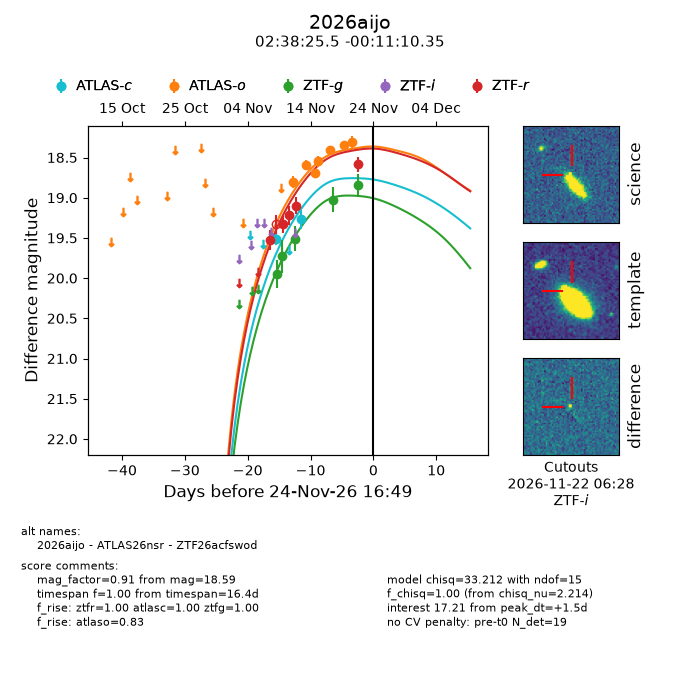 2026aijo
02:38:25.5 -00:11:10.35
ATLAS-c ATLAS-o ZTF-g ZTF-i ZTF-r
15 Oct 25 Oct 04 Nov 14 Nov 24 Nov 04 Dec
18.5
19.0
19.5
20.0
20.5
21.0
21.5
22.0
Difference magnitude
−40 −30 −20 −10 0 10
Days before 24-Nov-26 16:49
science
template
difference
Cutouts
2026-11-22 06:28
ZTF-i
alt names:
2026aijo - ATLAS26nsr - ZTF26acfswod
score comments:
mag_factor=0.91 from mag=18.59
timespan f=1.00 from timespan=16.4d
f_rise: ztfr=1.00 atlasc=1.00 ztfg=1.00
f_rise: atlaso=0.83
model chisq=33.212 with ndof=15
f_chisq=1.00 (from chisq_nu=2.214)
interest 17.21 from peak_dt=+1.5d
no CV penalty: pre-t0 N_det=19